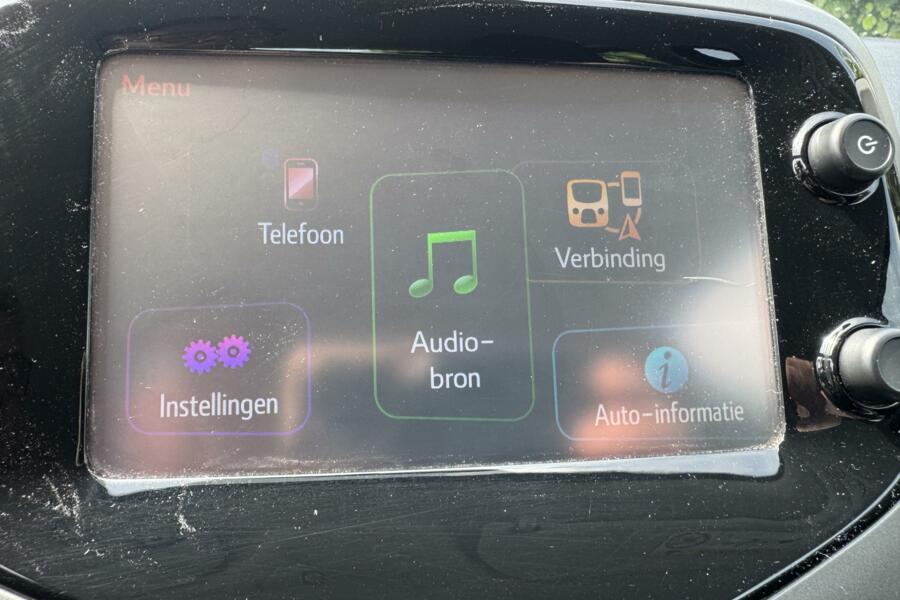 Menu
Telefoon
Verbinding
Audio-
bron
Instellingen
Auto-informatie